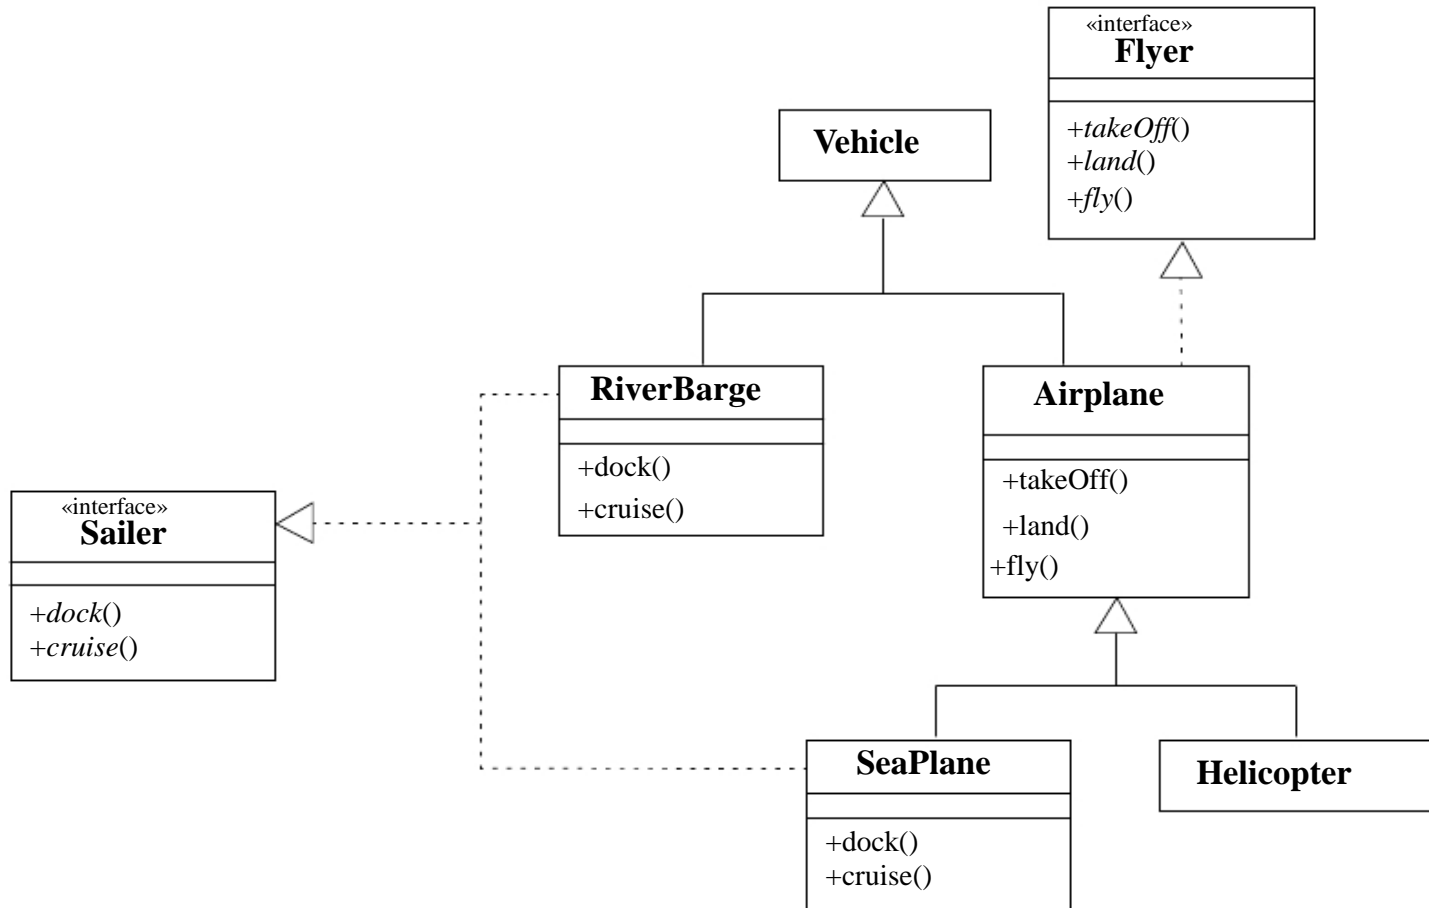 «interface»
Flyer
+takeOff()
+land()
+fly()
Vehicle
RiverBarge
+dock()
+cruise()
Airplane
+takeOff()
+land()
+fly()
«interface»
Sailer
+dock()
+cruise()
SeaPlane
+dock()
+cruise()
Helicopter